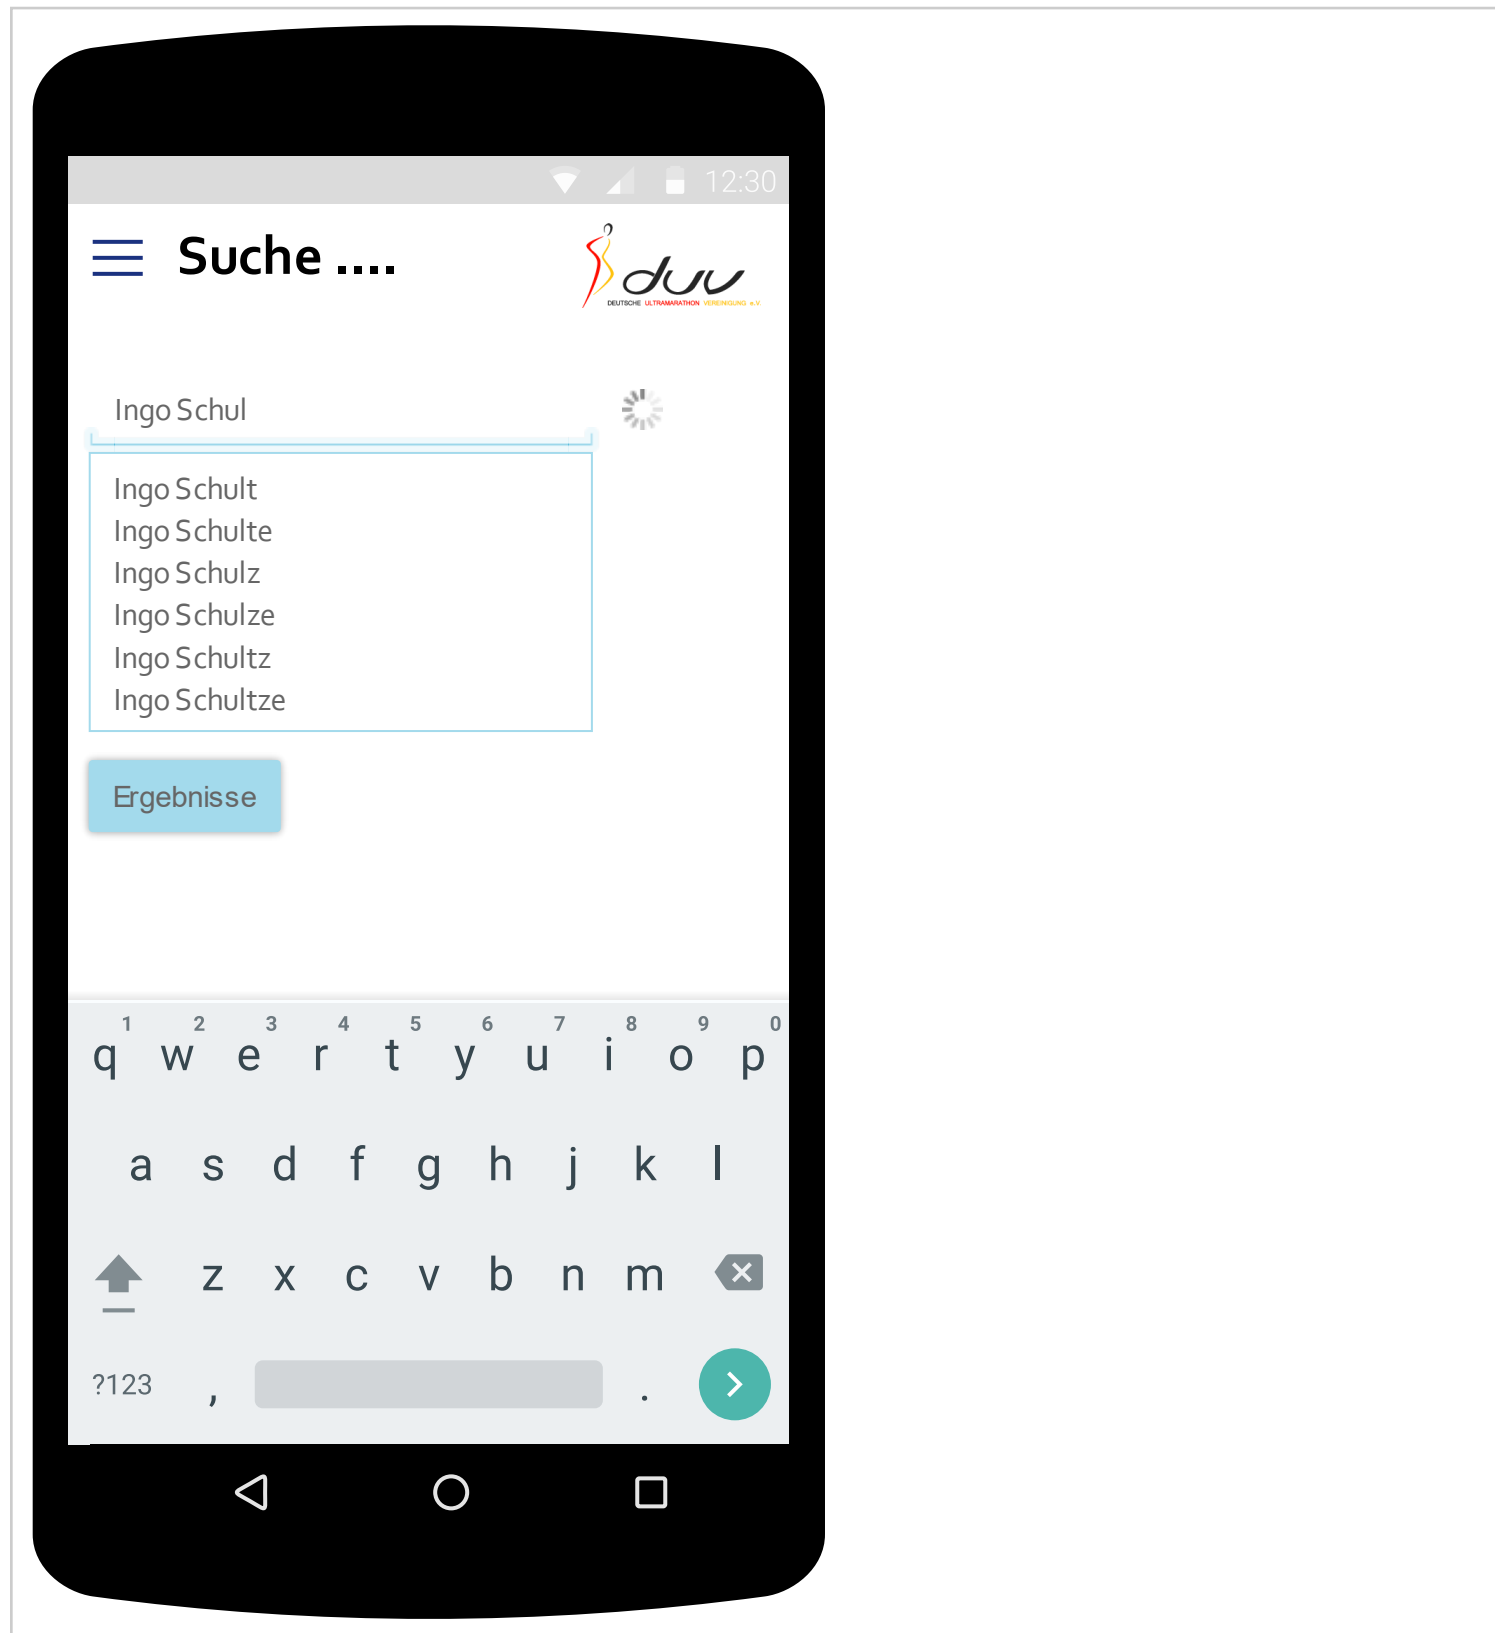 12:30
Suche ....
duv
DEUTSCHE ULTRAMARATHON VEREINIGUNG e.V.
Ingo Schul
Ingo Schult
Ingo Schulte
Ingo Schulz
Ingo Schulze
Ingo Schultz
Ingo Schultze
Ergebnisse
1 2 3 4 5 6 7 8 9 0
q w e r t y u i o p
a s d f g h j k l
z x c v b n m
?123 , .